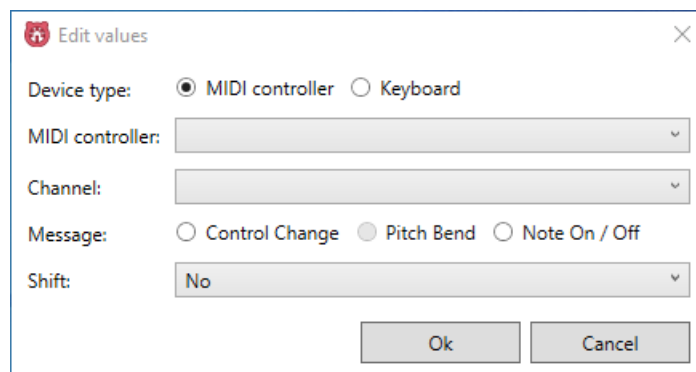 Edit values
Device type: MIDI controller Keyboard
MIDI controller:
Channel:
Message: Control Change Pitch Bend Note On / Off
Shift: No
Ok Cancel